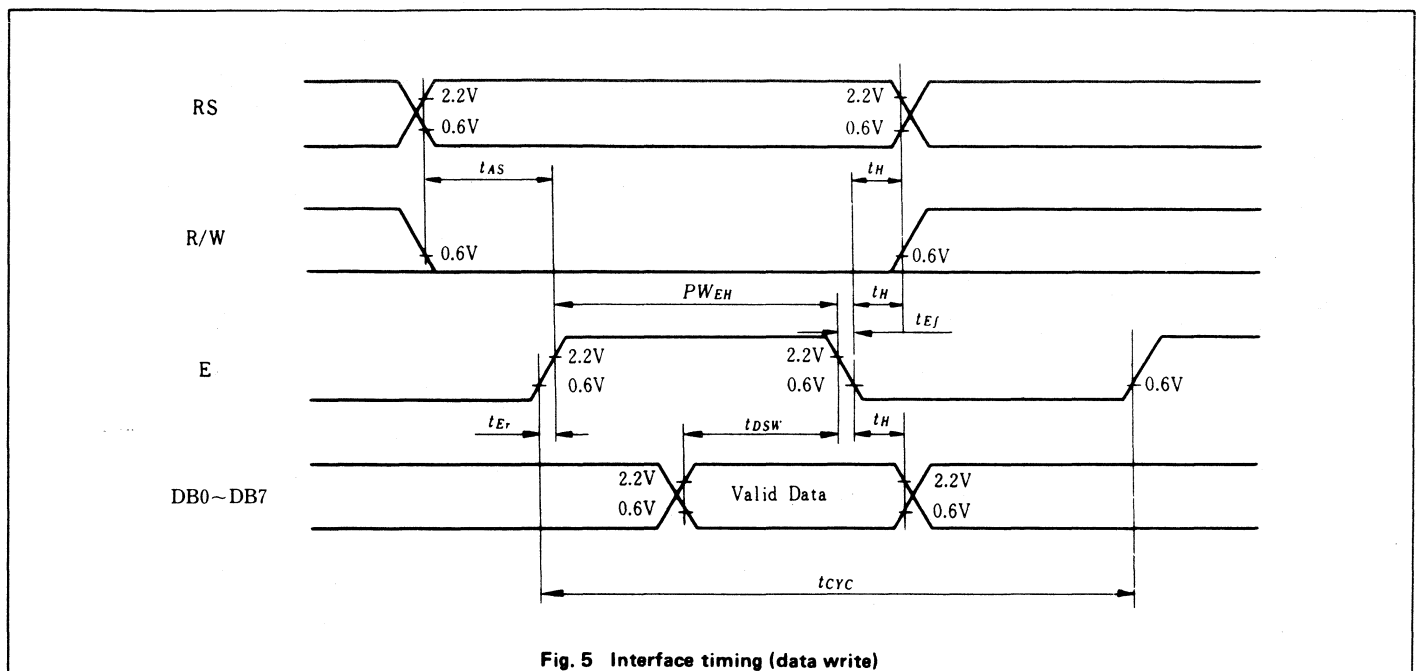 RS
2.2V
0.6V
2.2V
0.6V
tAS
tH
R/W
0.6V
0.6V
PWEH
tH
tEf
E
2.2V
0.6V
2.2V
0.6V
0.6V
tEr
tDSW
tH
DB0~DB7
2.2V
0.6V
Valid Data
2.2V
0.6V
tCYC
Fig. 5 Interface timing (data write)